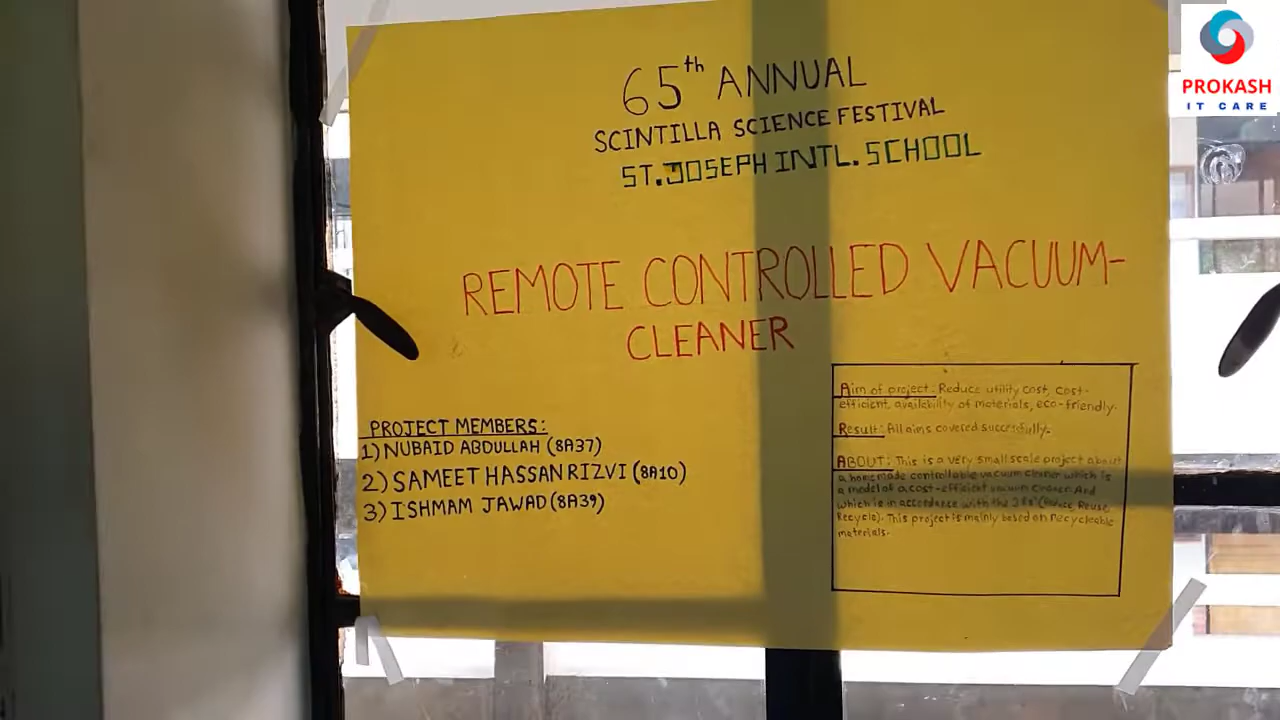 65th ANNUAL
SCINTILLA SCIENCE FESTIVAL
ST. JOSEPH INTL. SCHOOL
REMOTE CONTROLLED VACUUM-
CLEANER
PROJECT MEMBERS:
1) NUBAID ABDULLAH (8A37)
2) SAMEET HASSAN RIZVI (8A10)
3) ISHMAM JAWAD (8A39)
Aim of project: Reduce utility cost, cost-
efficient, availability of materials, eco-friendly.
Result: All aims covered successfully.
ABOUT: This is a very small scale project about
a homemade controllable vacuum cleaner which is
a model of a cost-efficient vacuum cleaner. And
which is in accordance with the (Reduce, Reuse,
Recycle). This project is mainly based on recycleable
materials.
PROKASH
IT CARE